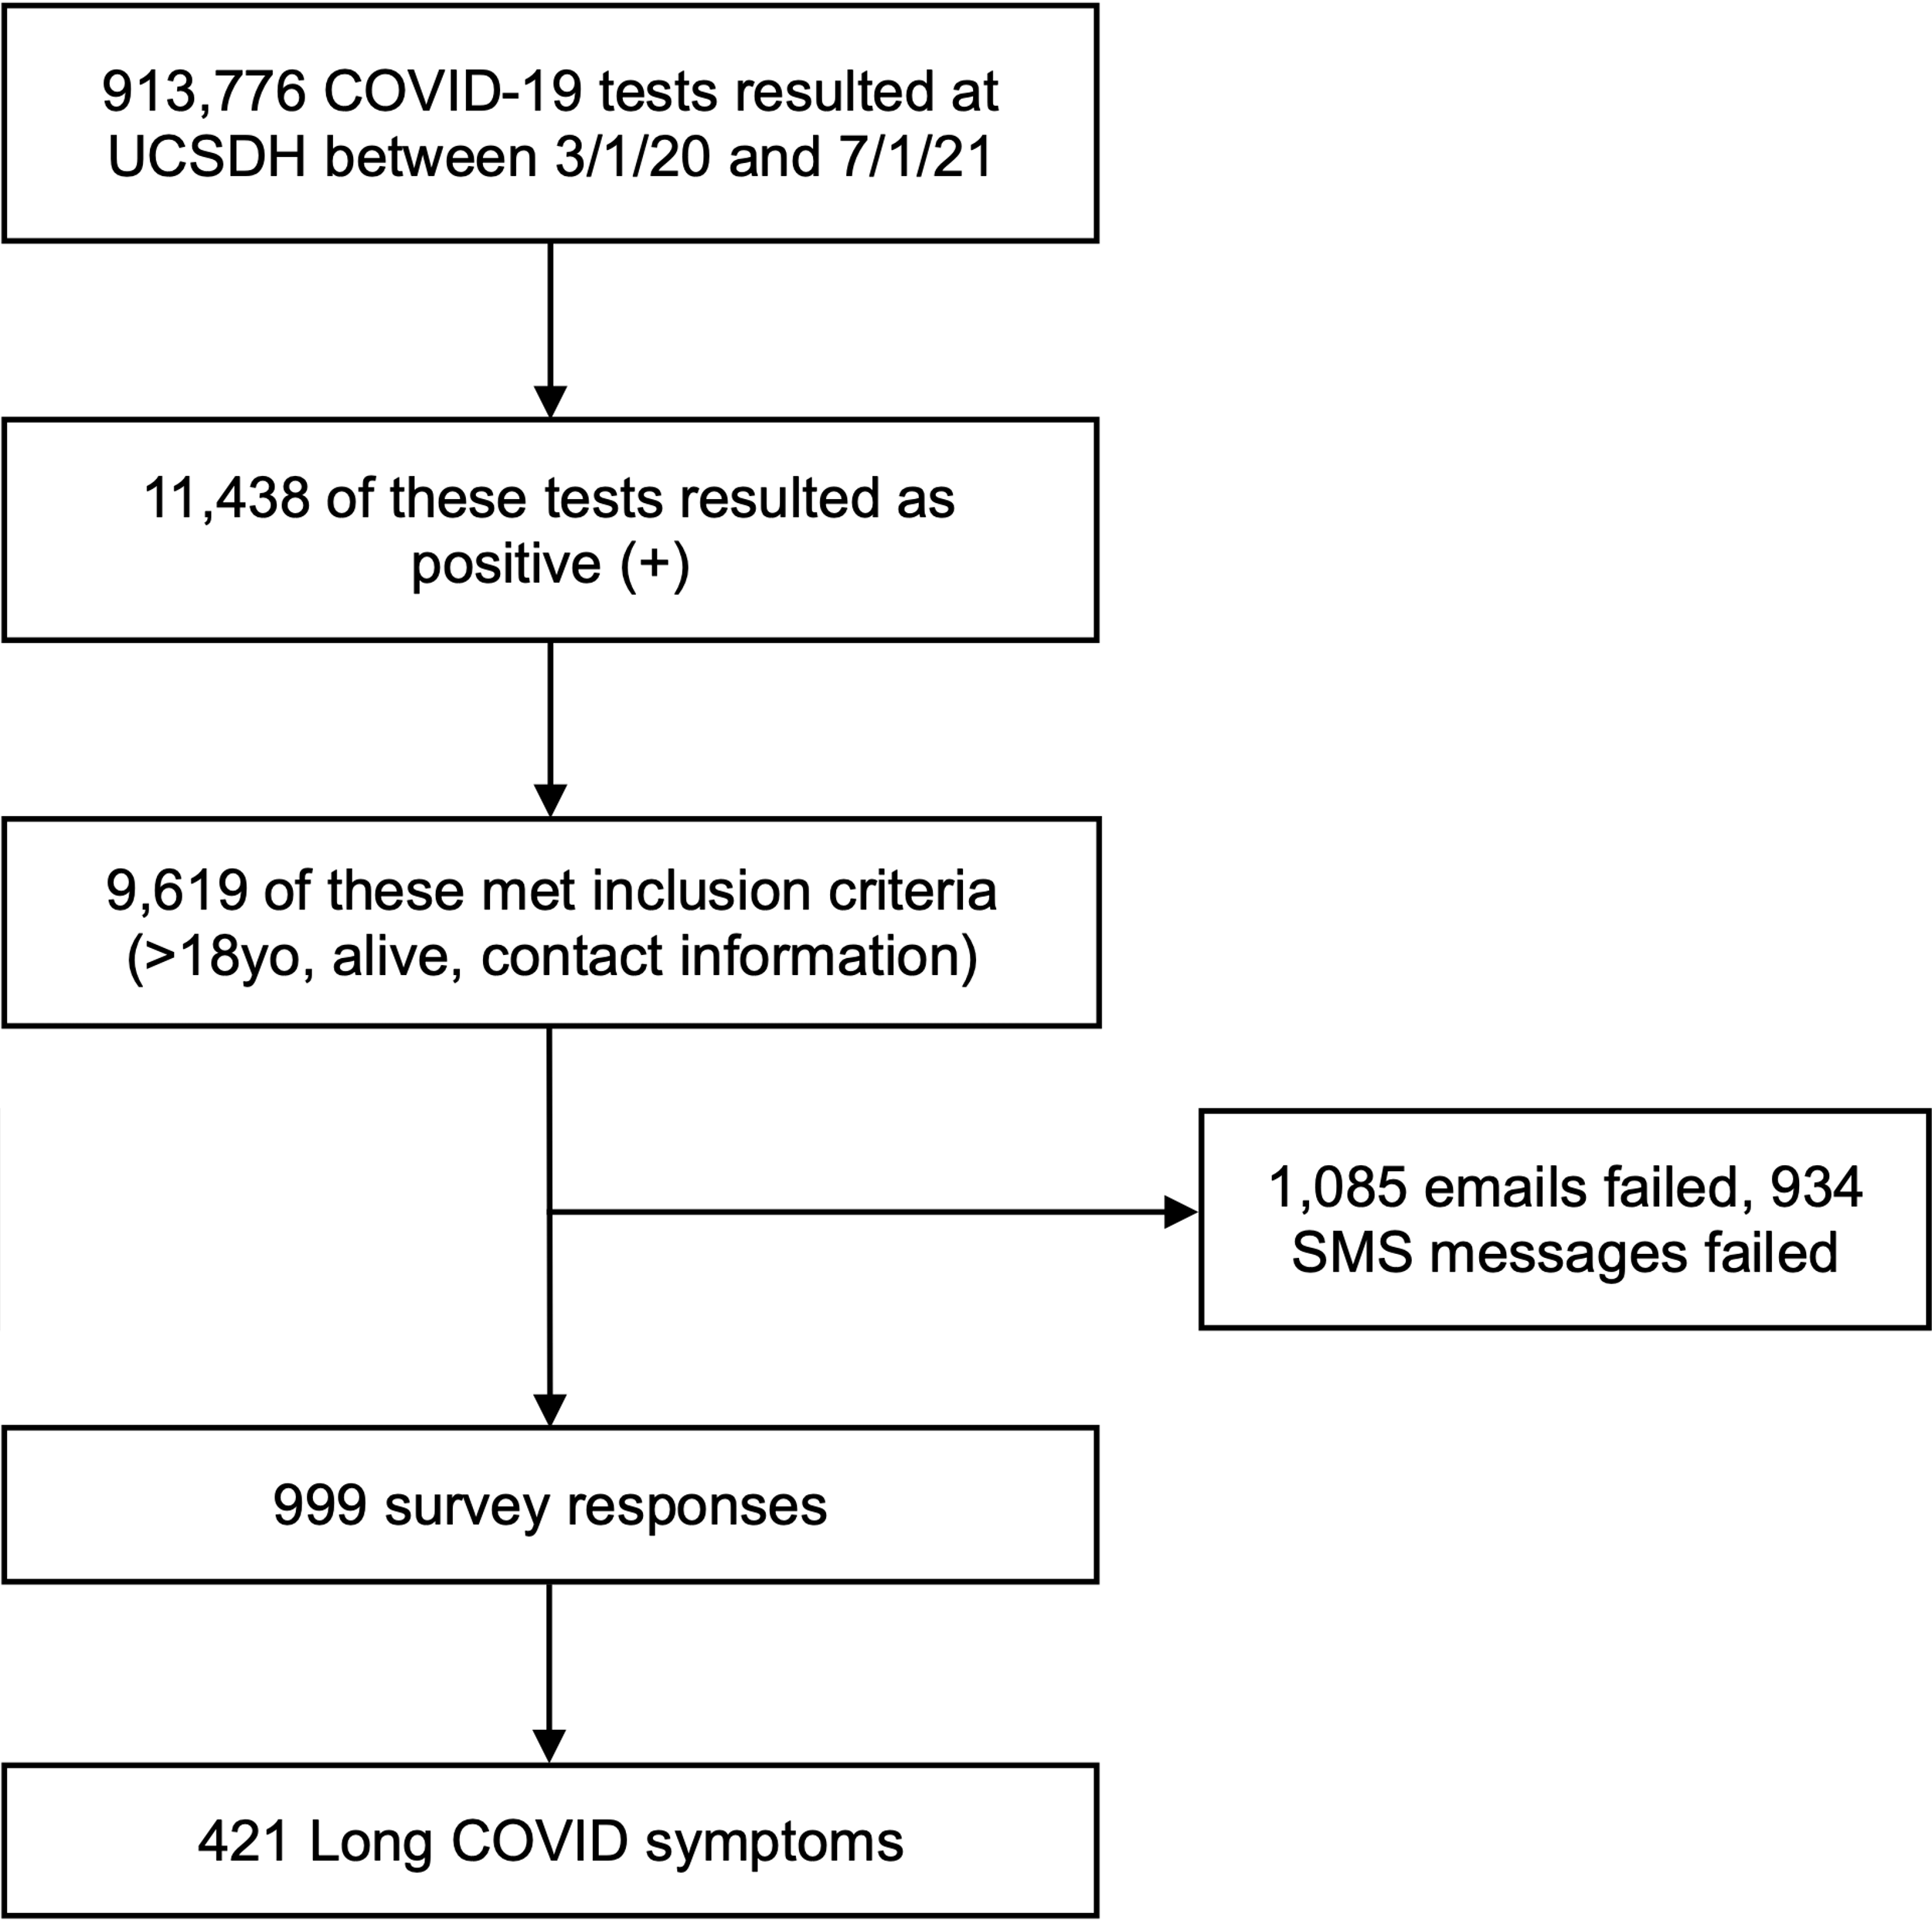 913,776 COVID-19 tests resulted at
UCSDH between 3/1/20 and 7/1/21
11,438 of these tests resulted as
positive (+)
9,619 of these met inclusion criteria
(>18yo, alive, contact information)
1,085 emails failed, 934
SMS messages failed
999 survey responses
421 Long COVID symptoms